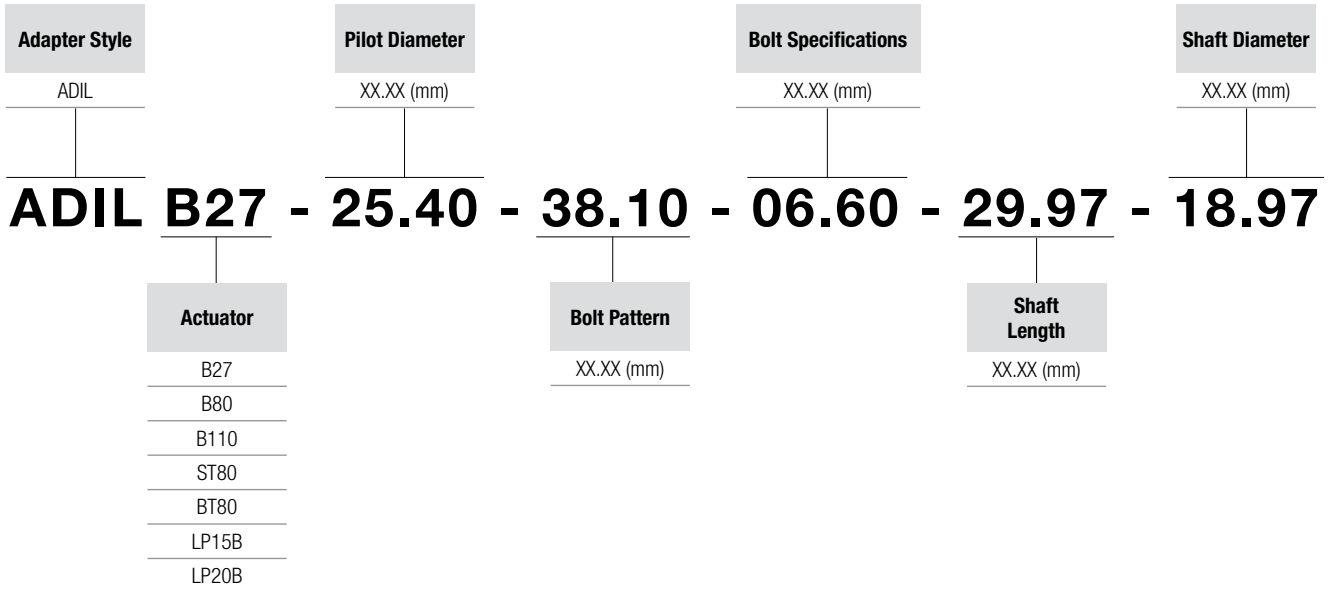 Adapter Style
Pilot Diameter
Bolt Specifications
Shaft Diameter
ADIL
XX.XX (mm)
XX.XX (mm)
XX.XX (mm)
ADIL B27 - 25.40 - 38.10 - 06.60 - 29.97 - 18.97
Actuator
B27
B80
B110
ST80
BT80
LP15B
LP20B
Bolt Pattern
XX.XX (mm)
Shaft
Length
XX.XX (mm)